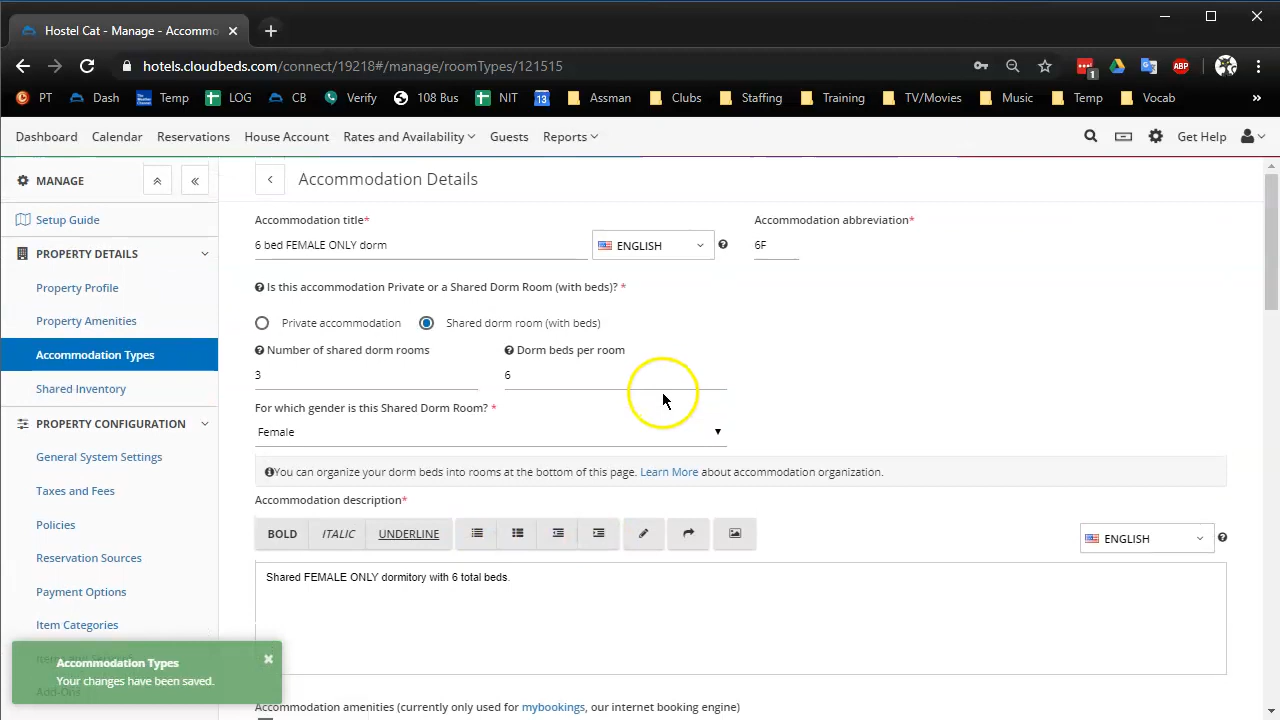 Hostel Cat - Manage - Accommo
hotels.cloudbeds.com/connect/19218#/manage/roomTypes/121515
1
PT Dash Temp LOG CB Verify 108 Bus NIT 13 Assman Clubs Staffing Training TV/Movies Music Temp Vocab »
ABP
Dashboard Calendar Reservations House Account Rates and Availability Guests Reports Get Help
MANAGE
Setup Guide
PROPERTY DETAILS
Property Profile
Property Amenities
Accommodation Types
Shared Inventory
PROPERTY CONFIGURATION
General System Settings
Taxes and Fees
Policies
Reservation Sources
Payment Options
Item Categories
Add-Ons
Accommodation Types
Your changes have been saved.
Accommodation Details
Accommodation title* Accommodation abbreviation*
6 bed FEMALE ONLY dorm ENGLISH 6F
Is this accommodation Private or a Shared Dorm Room (with beds)? *
Private accommodation Shared dorm room (with beds)
Number of shared dorm rooms Dorm beds per room
3 6
For which gender is this Shared Dorm Room? *
Female
You can organize your dorm beds into rooms at the bottom of this page. Learn More about accommodation organization.
Accommodation description*
BOLD ITALIC UNDERLINE ENGLISH
Shared FEMALE ONLY dormitory with 6 total beds.
Accommodation amenities (currently only used for mybookings, our internet booking engine)